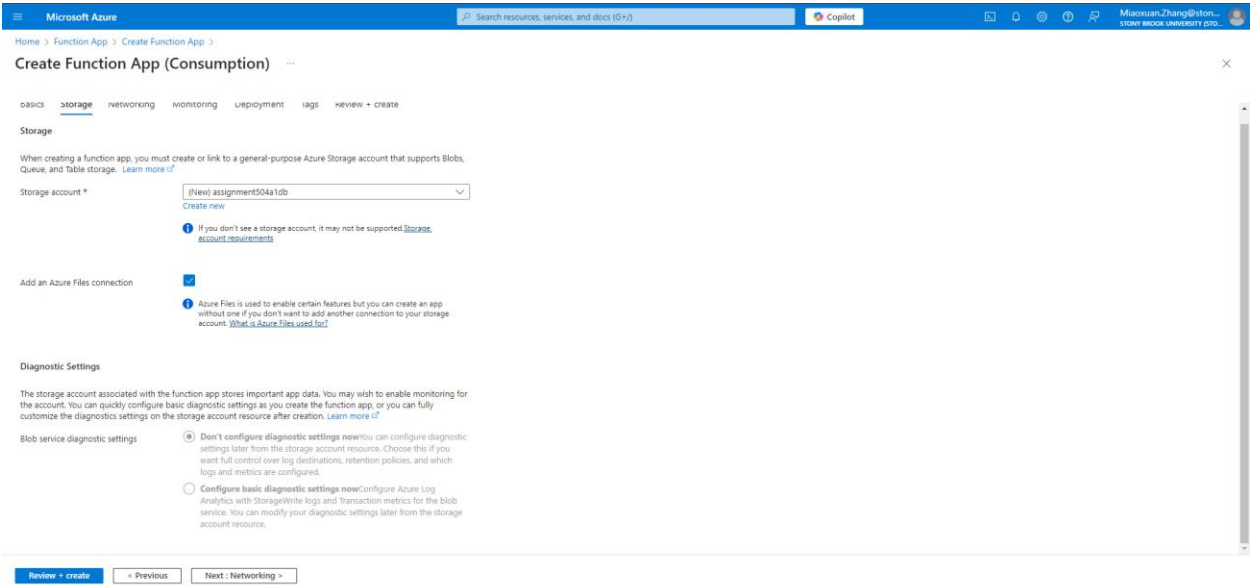 Microsoft Azure
Search resources, services, and docs (G+/)
Copilot
Miaoxuan.Zhang@ston...
STONY BROOK UNIVERSITY (STO...
Home > Function App > Create Function App >
Create Function App (Consumption) ...
Basics Storage Networking Monitoring Deployment Tags Review + create
Storage
When creating a function app, you must create or link to a general-purpose Azure Storage account that supports Blobs,
Queue, and Table storage. Learn more
Storage account *
(New) assignment504a1db
Create new
If you don't see a storage account, it may not be supported.Storage
account requirements
Add an Azure Files connection
Azure Files is used to enable certain features but you can create an app
without one if you don't want to add another connection to your storage
account. What is Azure Files used for?
Diagnostic Settings
The storage account associated with the function app stores important app data. You may wish to enable monitoring for
the account. You can quickly configure basic diagnostic settings as you create the function app, or you can fully
customize the diagnostics settings on the storage account resource after creation. Learn more
Blob service diagnostic settings
Don't configure diagnostic settings nowYou can configure diagnostic
settings later from the storage account resource. Choose this if you
want full control over log destinations, retention policies, and which
logs and metrics are configured.
Configure basic diagnostic settings nowConfigure Azure Log
Analytics with StorageWrite logs and Transaction metrics for the blob
service. You can modify your diagnostic settings later from the storage
account resource.
Review + create
< Previous
Next : Networking >